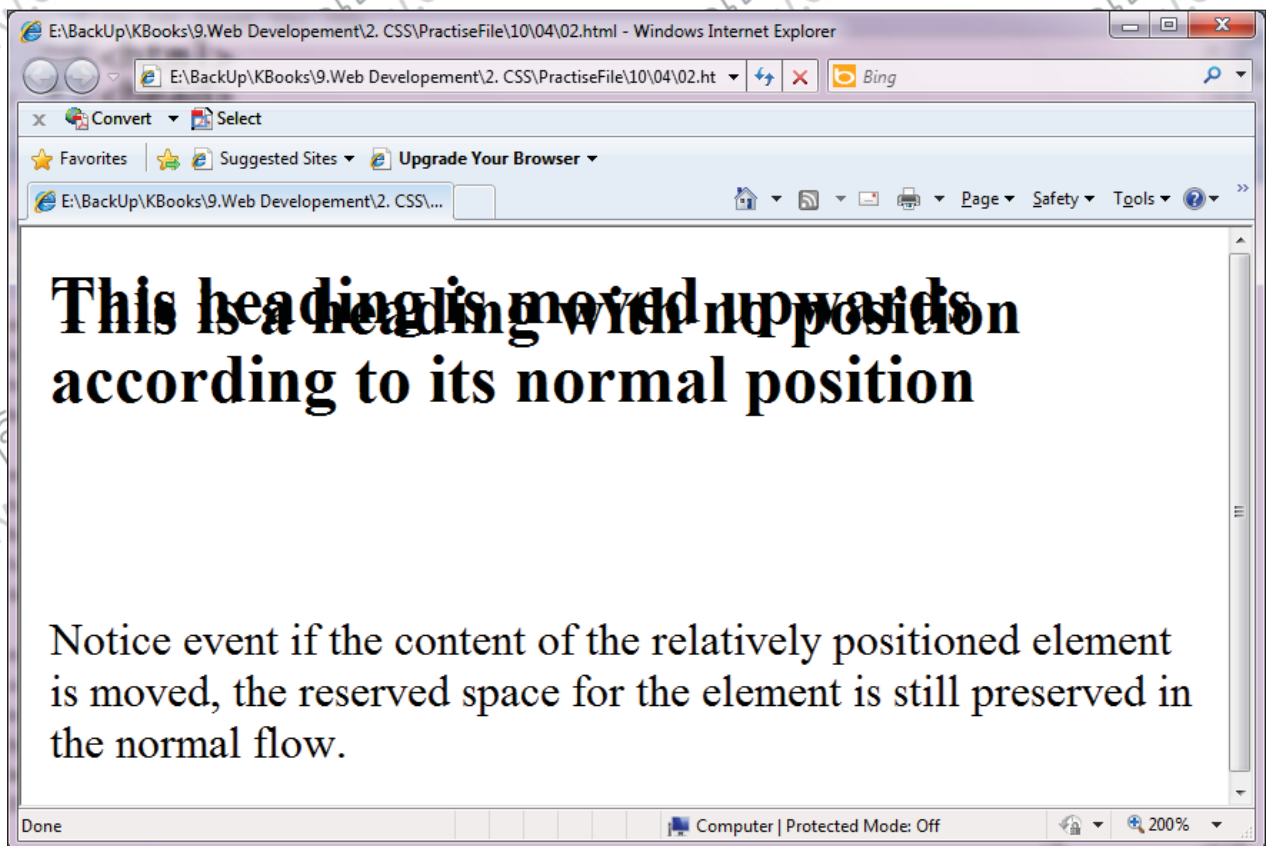 E:\BackUp\KBooks\9.Web Developement\2. CSS\PractiseFile\10\04\02.html - Windows Internet Explorer
E:\BackUp\KBooks\9.Web Developement\2. CSS\PractiseFile\10\04\02.ht Bing
x Convert Select
Favorites Suggested Sites Upgrade Your Browser
E:\BackUp\KBooks\9.Web Developement\2. CSS\... Page Safety Tools »
This heading is moved upwards
This is a heading with no position
according to its normal position
Notice event if the content of the relatively positioned element
is moved, the reserved space for the element is still preserved in
the normal flow.
Done Computer | Protected Mode: Off 200%